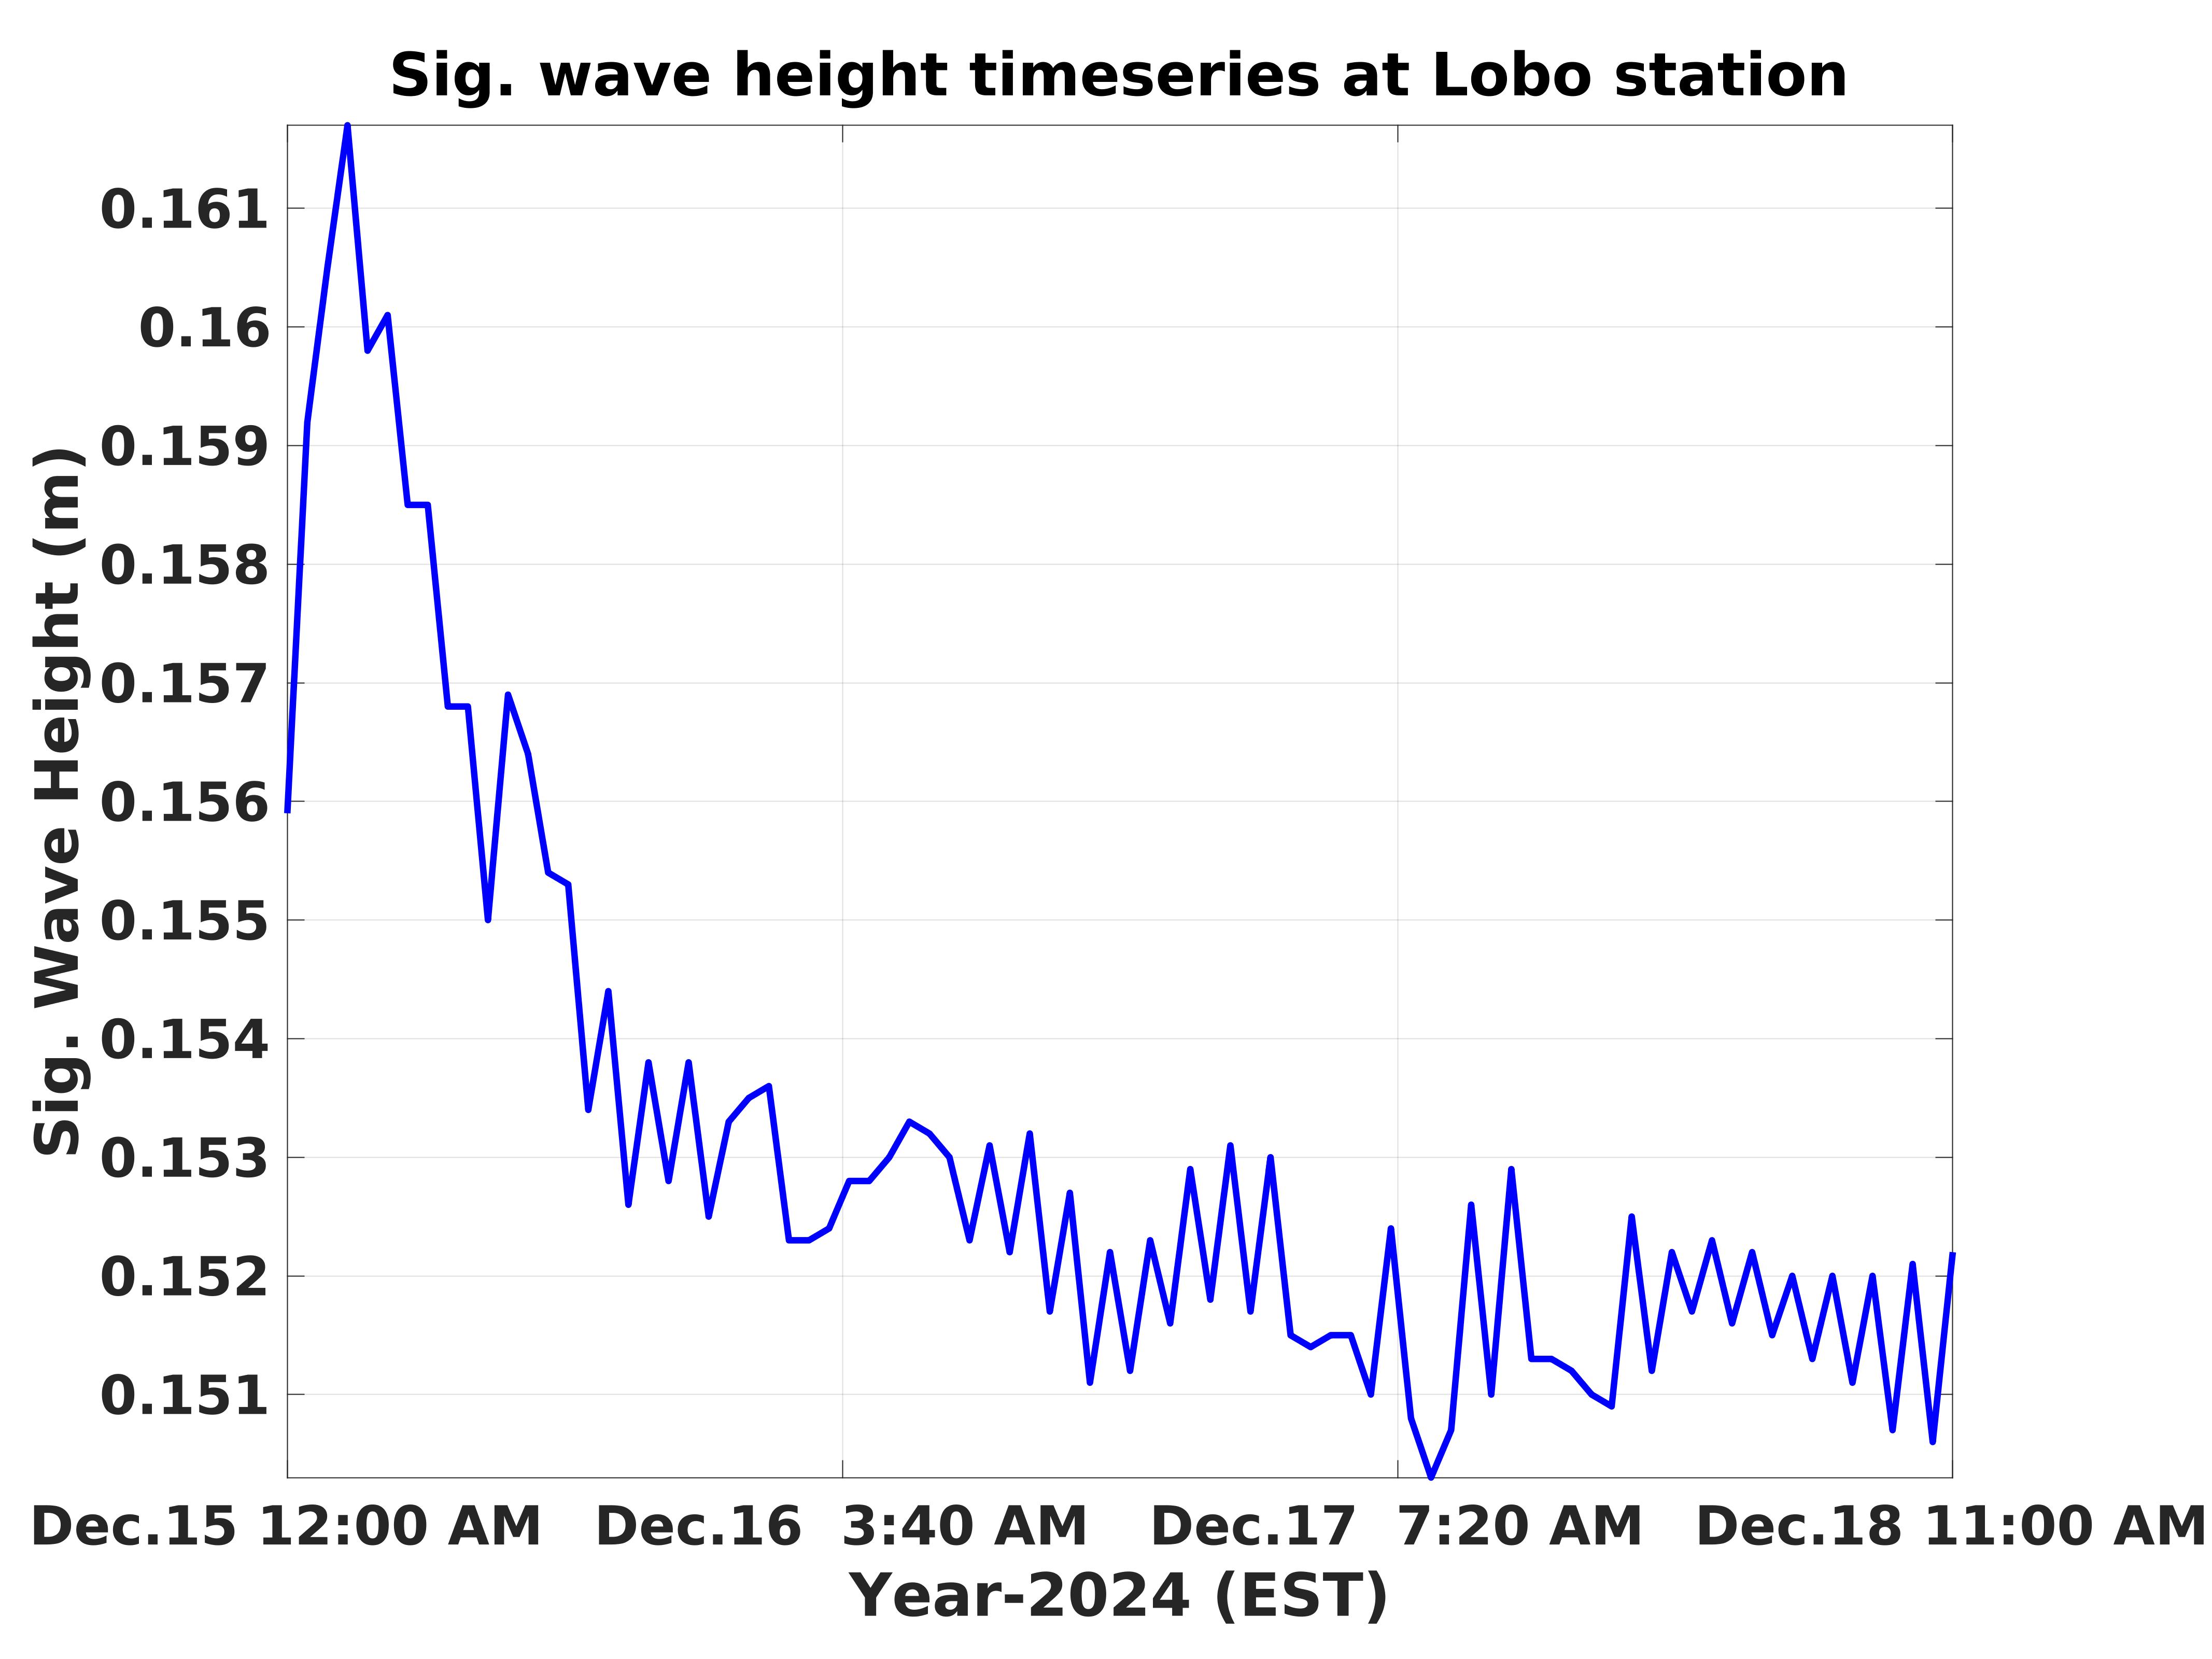 Sig. wave height timeseries at Lobo station
Sig. Wave Height (m)
0.161
0.16
0.159
0.158
0.157
0.156
0.155
0.154
0.153
0.152
0.151
Dec.15 12:00 AM Dec.16 3:40 AM Dec.17 7:20 AM Dec.18 11:00 AM
Year-2024 (EST)